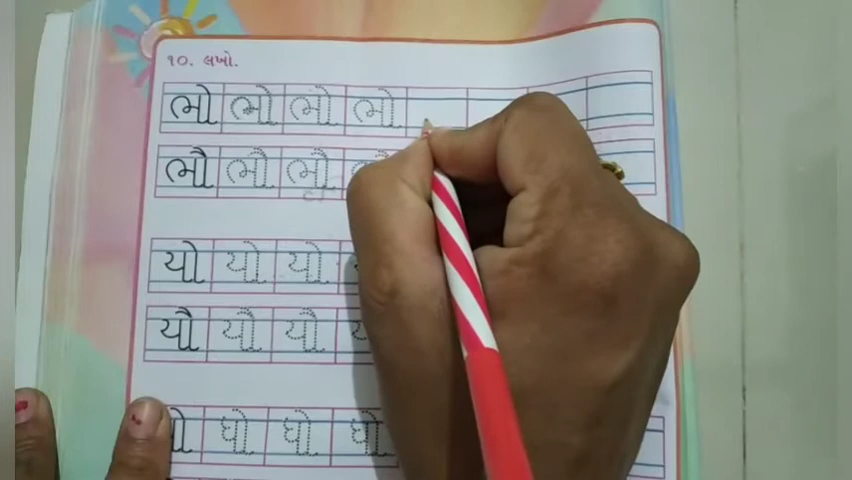 ૧૦. લખો.
ભો ભો ભો ભો
ભૌ ભૌ ભૌ
યો યો યો
યૌ યૌ યૌ
ઘો ઘો ઘો